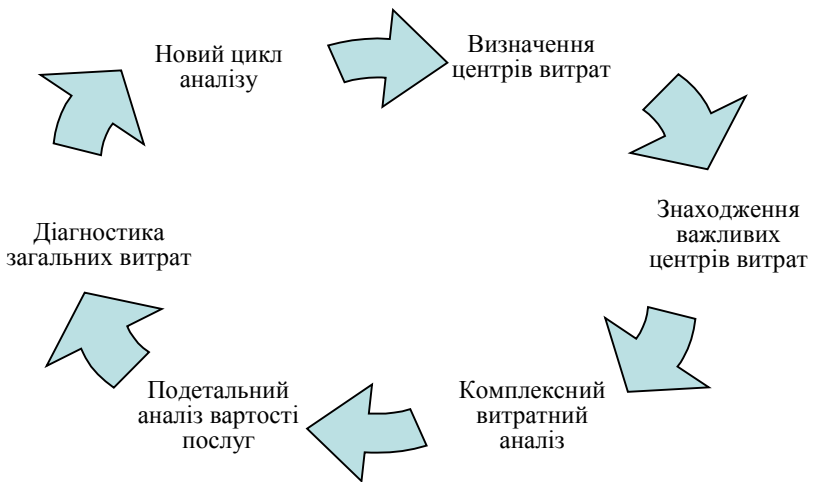 Новий цикл
аналізу
Визначення
центрів витрат
Знаходження
важливих
центрів витрат
Комплексний
витратний
аналіз
Подетальний
аналіз вартості
послуг
Діагностика
загальних витрат